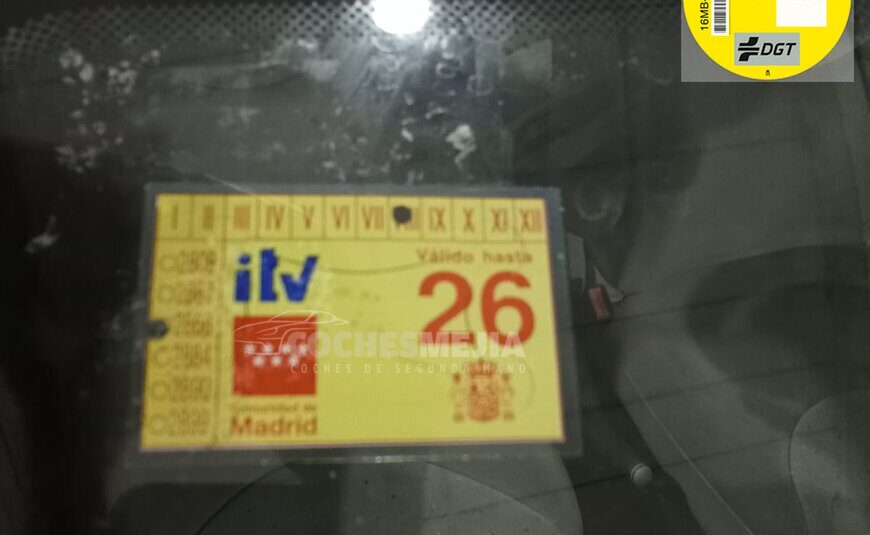 16MB
DGT
I II III IV V VI VII VIII IX X XI XII
itv
Válido hasta
26
COCHESMEJIA
COCHES DE SEGUNDA MANO
Comunidad de
Madrid